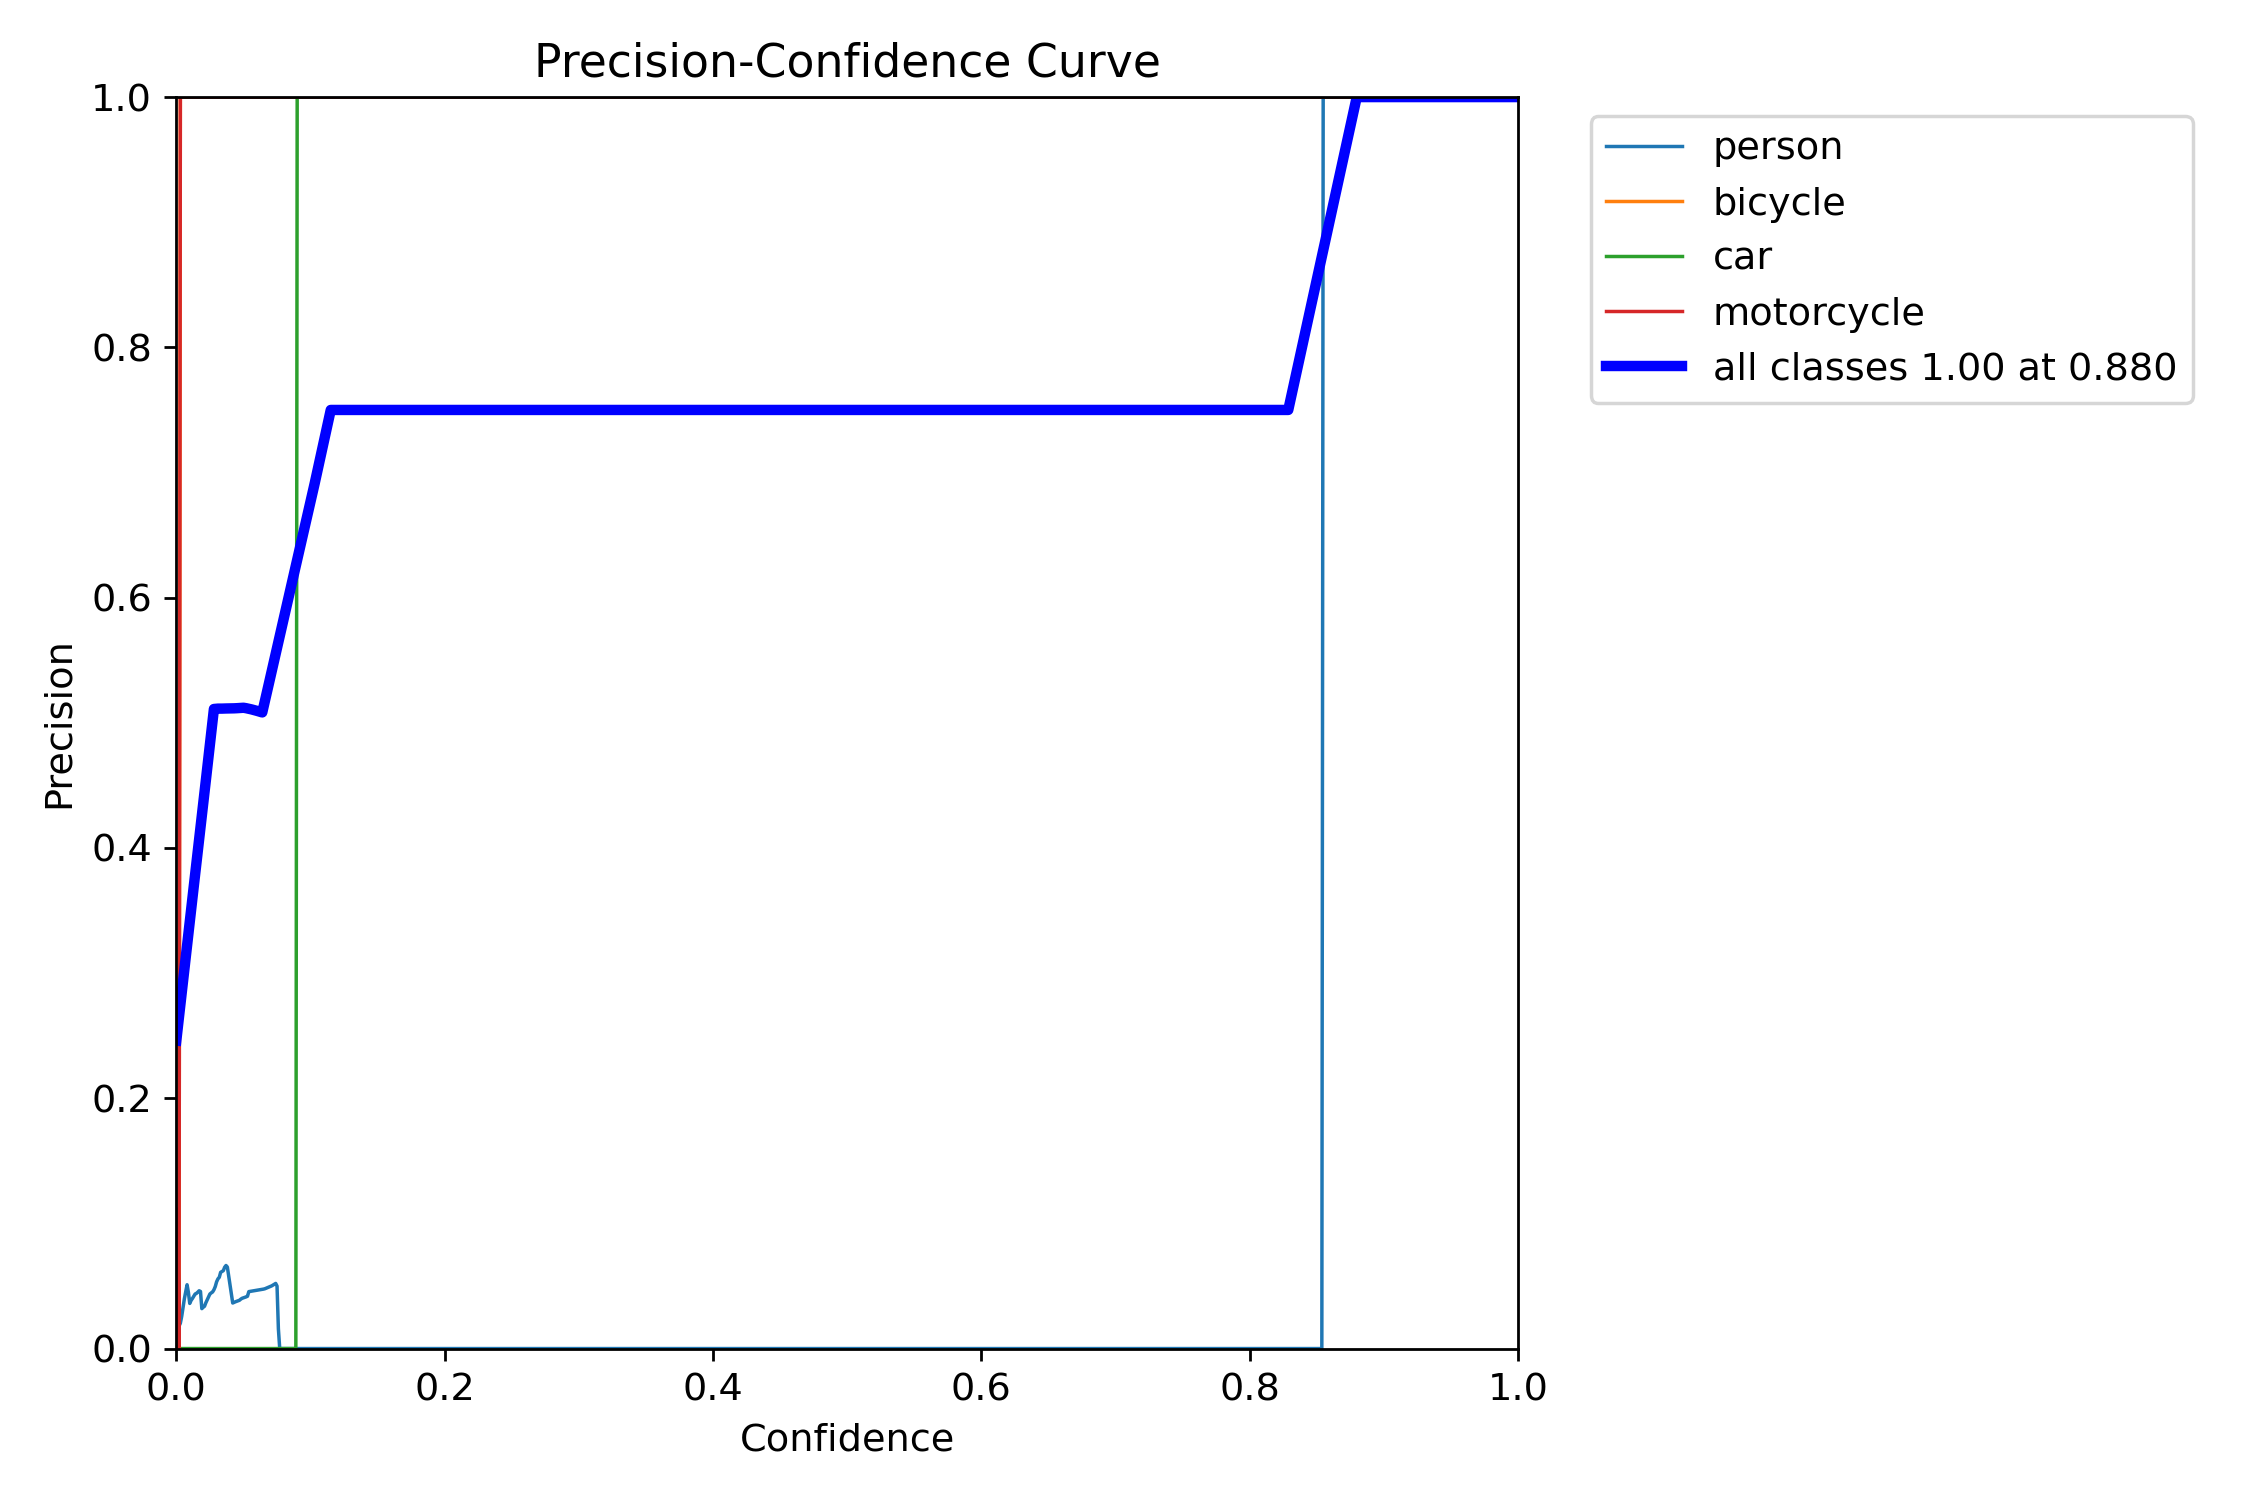 Precision-Confidence Curve
1.0
0.8
0.6
0.4
0.2
0.0
Precision
0.0 0.2 0.4 0.6 0.8 1.0
Confidence
person
bicycle
car
motorcycle
all classes 1.00 at 0.880